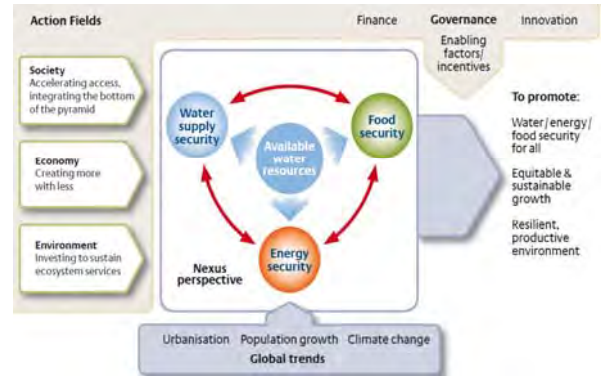 Action Fields
Finance Governance Innovation
Enabling
factors/
incentives
Society
Accelerating access,
integrating the bottom
of the pyramid
Economy
Creating more
with less
Environment
Investing to sustain
ecosystem services
Water
supply
security
Food
security
Available
water
resources
Energy
security
Nexus
perspective
To promote:
Water/energy/
food security
for all
Equitable &
sustainable
growth
Resilient,
productive
environment
Urbanisation Population growth Climate change
Global trends